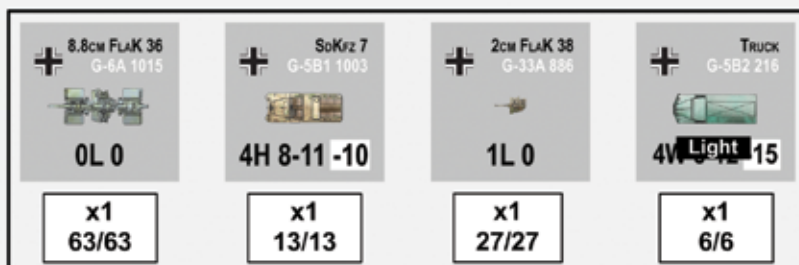 8.8cm FlaK 36
G-6A 1015
0L 0
x1
63/63
SdKfz 7
G-5B1 1003
4H 8-11 -10
x1
13/13
2cm FlaK 38
G-33A 886
1L 0
x1
27/27
Truck
G-5B2 216
Light
4W -15
x1
6/6